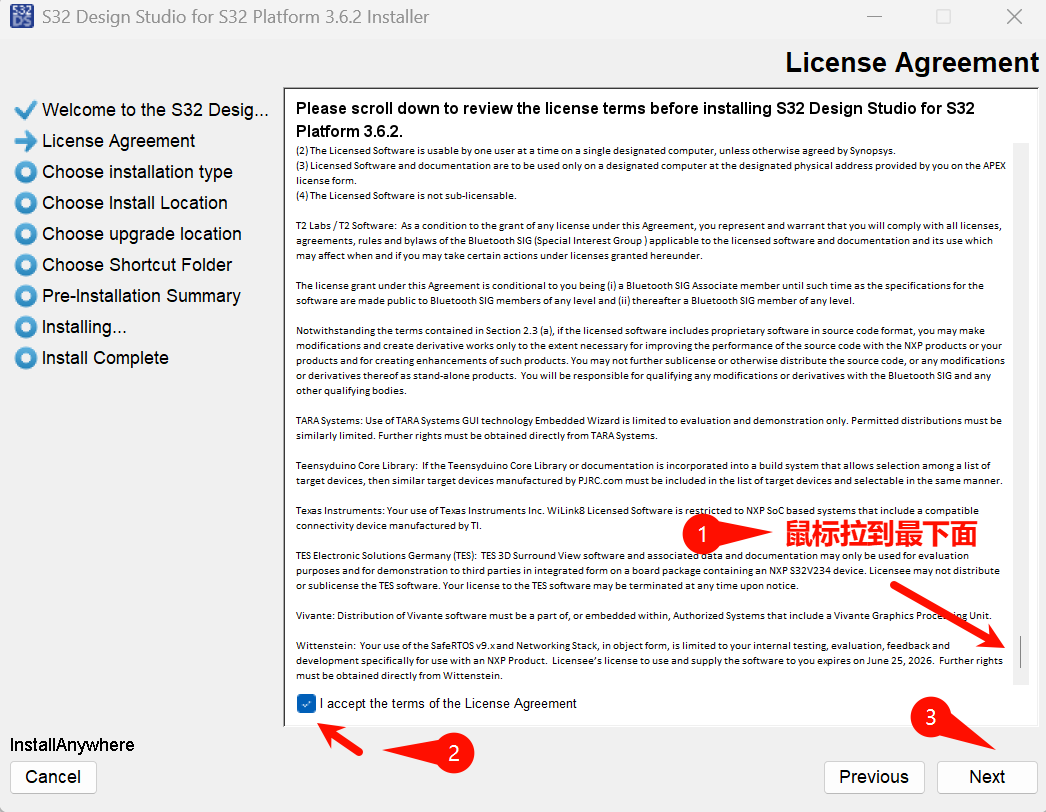 S32 DS
S32 Design Studio for S32 Platform 3.6.2 Installer
License Agreement
Welcome to the S32 Desig...
License Agreement
Choose installation type
Choose Install Location
Choose upgrade location
Choose Shortcut Folder
Pre-Installation Summary
Installing...
Install Complete
Please scroll down to review the license terms before installing S32 Design Studio for S32
Platform 3.6.2.
(2) The Licensed Software is usable by one user at a time on a single designated computer, unless otherwise agreed by Synopsys.
(3) Licensed Software and documentation are to be used only on a designated computer at the designated physical address provided by you on the APEX
license form.
(4) The Licensed Software is not sub-licensable.
T2 Labs / T2 Software: As a condition to the grant of any license under this Agreement, you represent and warrant that you will comply with all licenses,
agreements, rules and bylaws of the Bluetooth SIG (Special Interest Group ) applicable to the licensed software and documentation and its use which
may affect when and if you may take certain actions under licenses granted hereunder.
The license grant under this Agreement is conditional to you being (i) a Bluetooth SIG Associate member until such time as the specifications for the
software are made public to Bluetooth SIG members of any level and (ii) thereafter a Bluetooth SIG member of any level.
Notwithstanding the terms contained in Section 2.3 (a), if the licensed software includes proprietary software in source code format, you may make
modifications and create derivative works only to the extent necessary for improving the performance of the source code with the NXP products or your
products and for creating enhancements of such products. You may not further sublicense or otherwise distribute the source code, or any modifications
or derivatives thereof as stand-alone products. You will be responsible for qualifying any modifications or derivatives with the Bluetooth SIG and any
other qualifying bodies.
TARA Systems: Use of TARA Systems GUI technology Embedded Wizard is limited to evaluation and demonstration only. Permitted distributions must be
similarly limited. Further rights must be obtained directly from TARA Systems.
Teensyduino Core Library: If the Teensyduino Core Library or documentation is incorporated into a build system that allows selection among a list of
target devices, then similar target devices manufactured by PJRC.com must be included in the list of target devices and selectable in the same manner.
Texas Instruments: Your use of Texas Instruments Inc. WiLink8 Licensed Software is restricted to NXP SoC based systems that include a compatible
connectivity device manufactured by TI.
1 鼠标拉到最下面
TES Electronic Solutions Germany (TES): TES 3D Surround View software and associated data and documentation may only be used for evaluation
purposes and for demonstration to third parties in integrated form on a board package containing an NXP S32V234 device. Licensee may not distribute
or sublicense the TES software. Your license to the TES software may be terminated at any time upon notice.
Vivante: Distribution of Vivante software must be a part of, or embedded within, Authorized Systems that include a Vivante Graphics Processing Unit.
Wittenstein: Your use of the SafeRTOS v9.x and Networking Stack, in object form, is limited to your internal testing, evaluation, feedback and
development specifically for use with an NXP Product. Licensee's license to use and supply the software to you expires on June 25, 2026. Further rights
must be obtained directly from Wittenstein.
I accept the terms of the License Agreement
3
2
InstallAnywhere
Cancel
Previous
Next